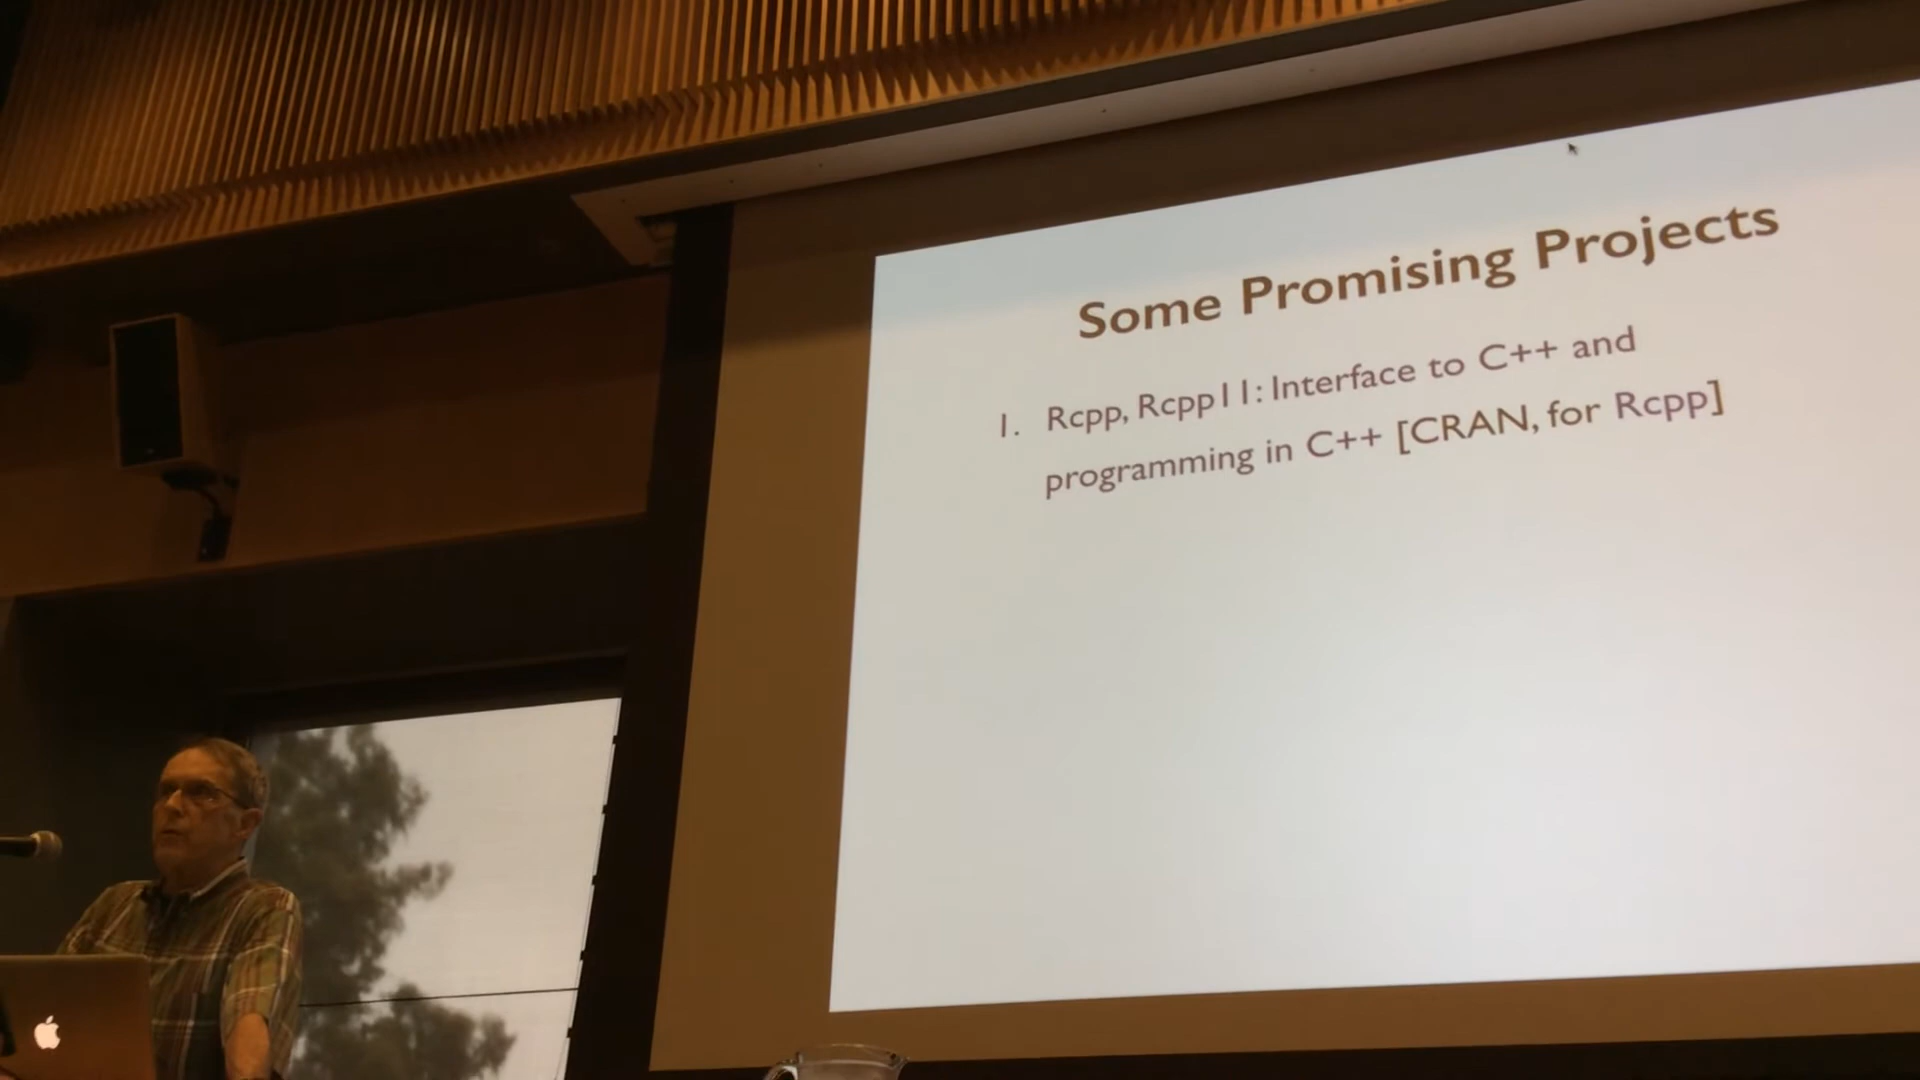 Some Promising Projects
1. Rcpp, Rcpp11: Interface to C++ and
programming in C++ [CRAN, for Rcpp]